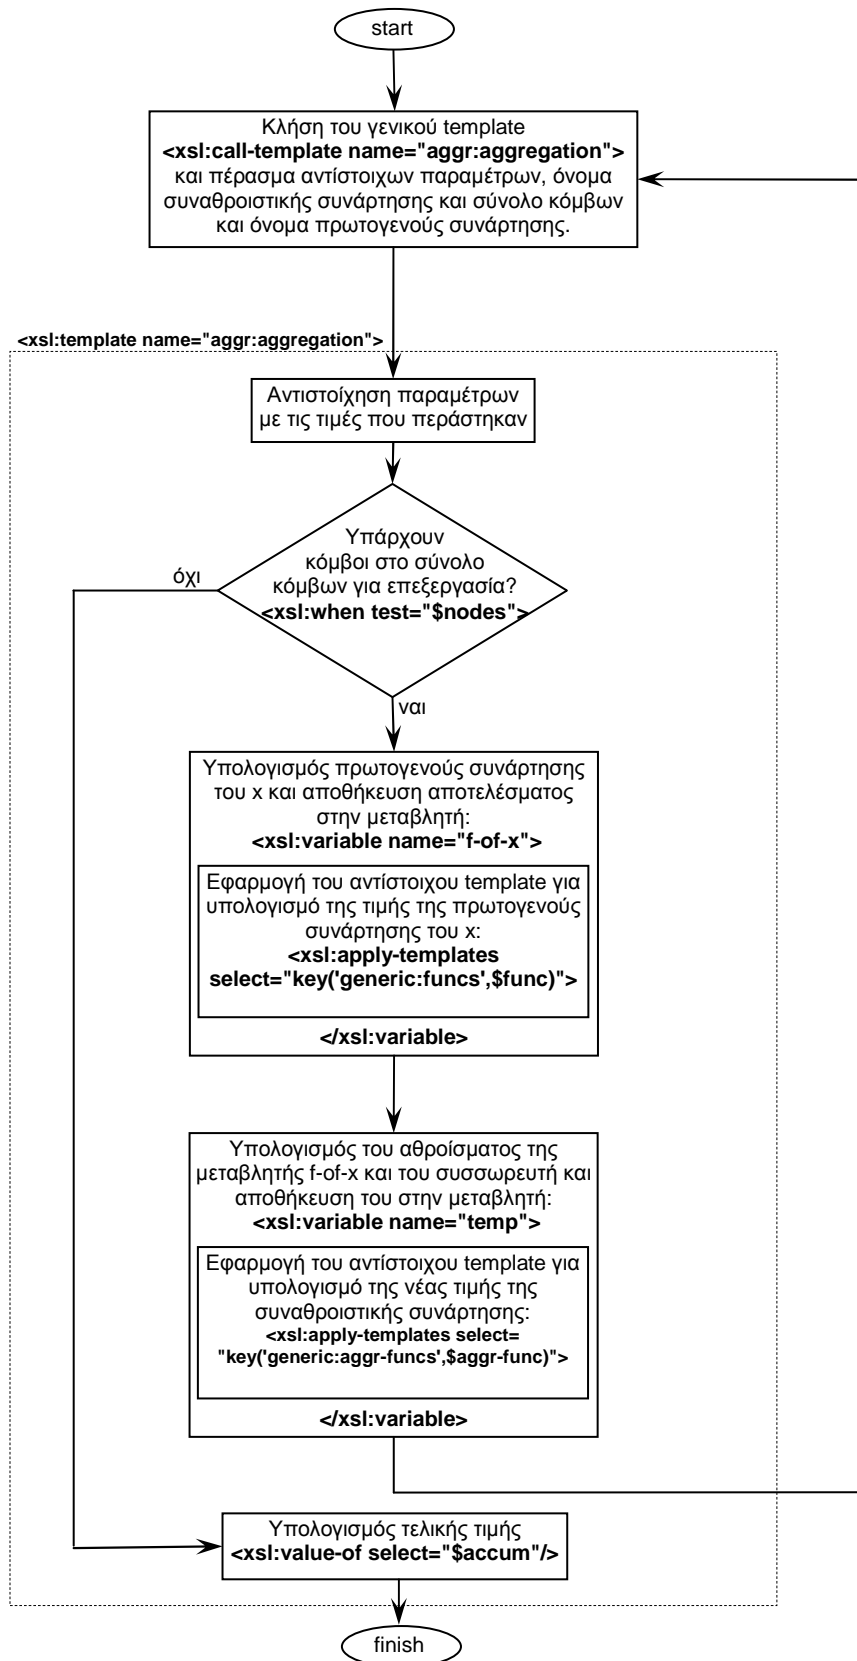 start
Κλήση του γενικού template
<xsl:call-template name="aggr:aggregation">
και πέρασμα αντίστοιχων παραμέτρων, όνομα
συναθροιστικής συνάρτησης και σύνολο κόμβων
και όνομα πρωτογενούς συνάρτησης.
<xsl:template name="aggr:aggregation">
Αντιστοίχηση παραμέτρων
με τις τιμές που περάστηκαν
Υπάρχουν
κόμβοι στο σύνολο
κόμβων για επεξεργασία?
<xsl:when test="$nodes">
όχι
ναι
Υπολογισμός πρωτογενούς συνάρτησης
του x και αποθήκευση αποτελέσματος
στην μεταβλητή:
<xsl:variable name="f-of-x">
Εφαρμογή του αντίστοιχου template για
υπολογισμό της τιμής της πρωτογενούς
συνάρτησης του x:
<xsl:apply-templates
select="key('generic:funcs',$func)">
</xsl:variable>
Υπολογισμός του αθροίσματος της
μεταβλητής f-of-x και του συσσωρευτή και
αποθήκευση του στην μεταβλητή:
<xsl:variable name="temp">
Εφαρμογή του αντίστοιχου template για
υπολογισμό της νέας τιμής της
συναθροιστικής συνάρτησης:
<xsl:apply-templates select=
"key('generic:aggr-funcs',$aggr-func)">
</xsl:variable>
Υπολογισμός τελικής τιμής
<xsl:value-of select="$accum"/>
finish